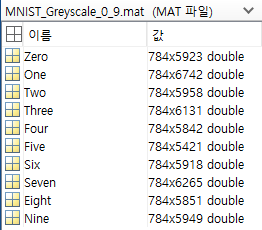 MNIST_Greyscale_0_9.mat (MAT 파일)
이름 값
Zero 784x5923 double
One 784x6742 double
Two 784x5958 double
Three 784x6131 double
Four 784x5842 double
Five 784x5421 double
Six 784x5918 double
Seven 784x6265 double
Eight 784x5851 double
Nine 784x5949 double